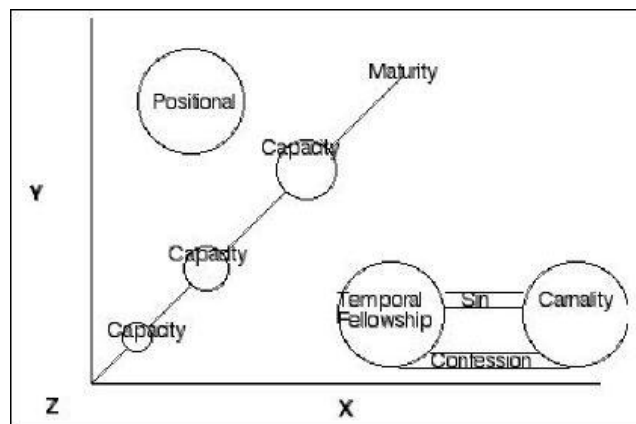 Maturity
Positional
Capacity
Y
Capacity
Temporal
Fellowship
Sin
Carnality
Capacity
Confession
Z
X